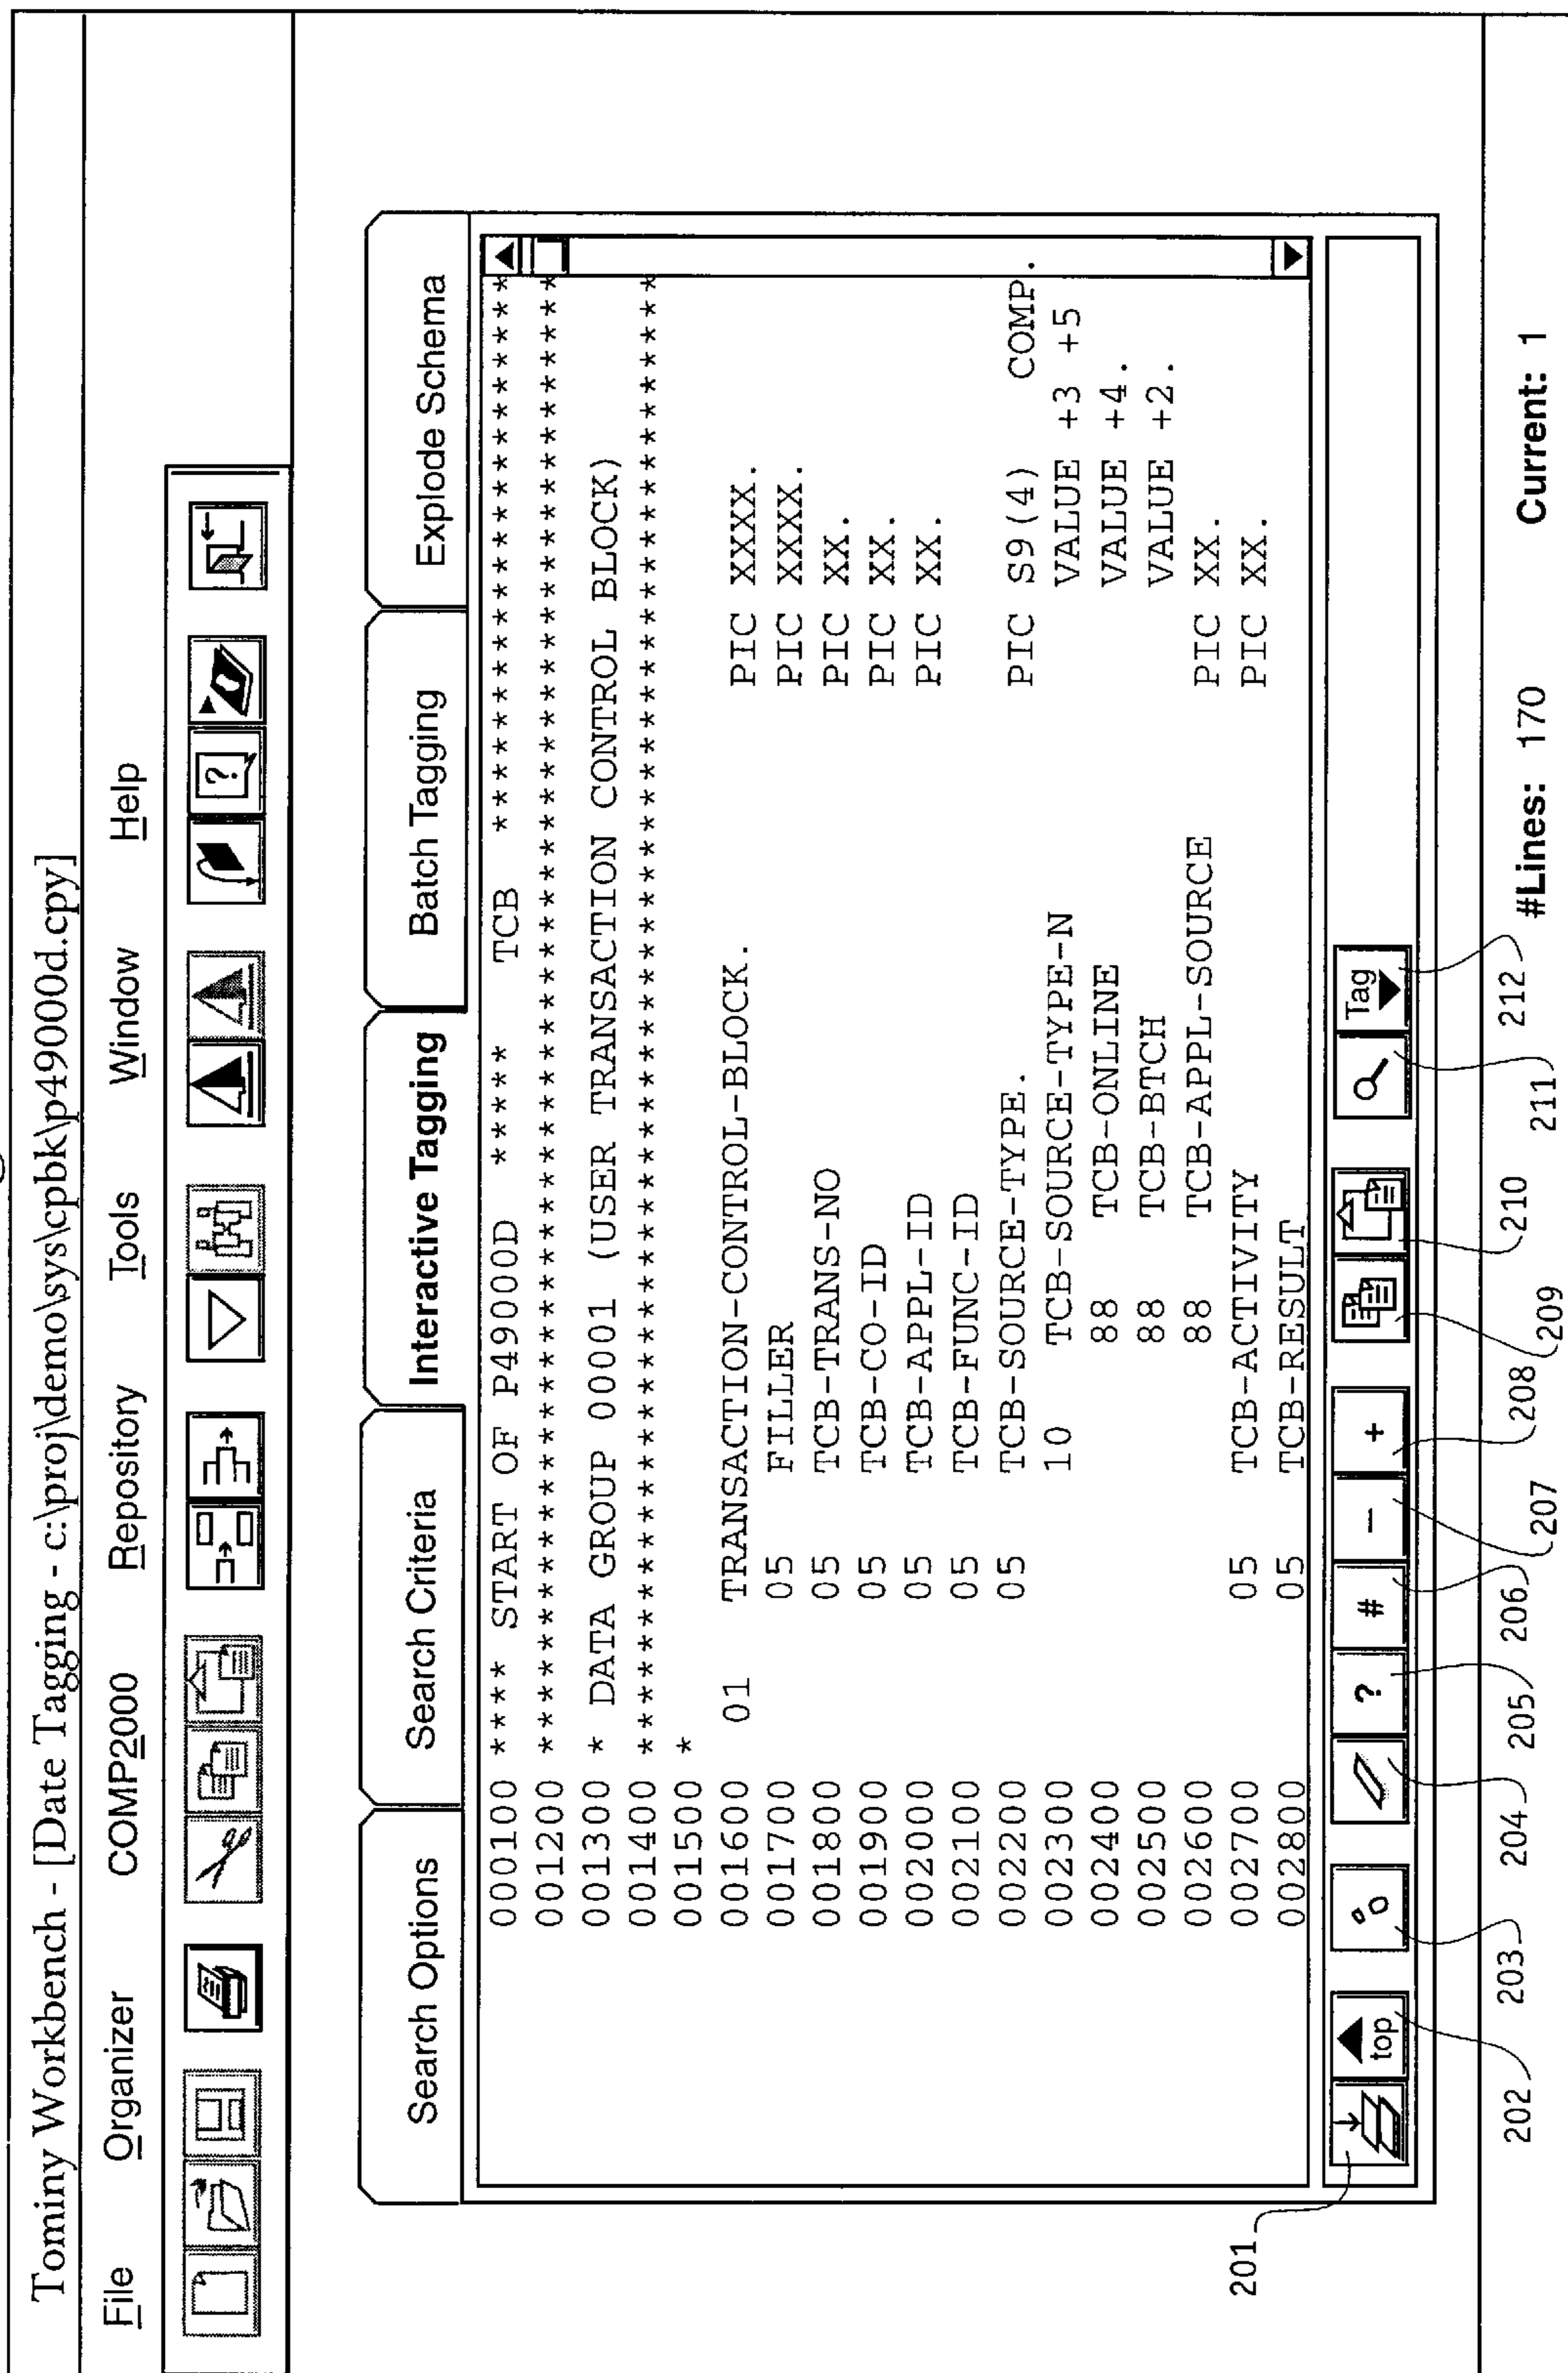 Tominy Workbench - [Date Tagging - c:\proj\demo\sys\cpbk\p49000d.cpy]
File Organizer COMP2000 Repository Tools Window Help
Search Options Search Criteria Interactive Tagging Batch Tagging Explode Schema
000100 **** START OF P49000D ***** TCB ************************
001200 *****************************************************************
001300 * DATA GROUP 00001 (USER TRANSACTION CONTROL BLOCK)
001400 *****************************************************************
001500 *
001600 01 TRANSACTION-CONTROL-BLOCK.
001700 05 FILLER PIC XXXX.
001800 05 TCB-TRANS-NO PIC XXXX.
001900 05 TCB-CO-ID PIC XX.
002000 05 TCB-APPL-ID PIC XX.
002100 05 TCB-FUNC-ID PIC XX.
002200 05 TCB-SOURCE-TYPE.
002300 10 TCB-SOURCE-TYPE-N PIC S9(4) COMP.
002400 88 TCB-ONLINE VALUE +3 +5
002500 88 TCB-BTCH VALUE +4.
002600 88 TCB-APPL-SOURCE VALUE +2.
002700 05 TCB-ACTIVITY PIC XX.
002800 05 TCB-RESULT PIC XX.
top ? # - + Tag
201 202 203 204 205 206 207 208 209 210 211 212
#Lines: 170 Current: 1